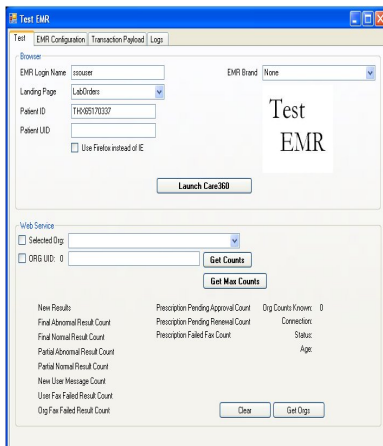 Test EMR
Test EMR Configuration Transaction Payload Logs
Browser
EMR Login Name ssouser EMR Brand None
Landing Page LabOrders
Patient ID THX65170337
Patient UID
Use Firefox instead of IE
Test
EMR
Launch Care360
Web Service
Selected Org:
ORG UID: 0 Get Counts
Get Max Counts
New Results Prescription Pending Approval Count Org Counts Known: 0
Final Abnormal Result Count Prescription Pending Renewal Count Connection:
Final Normal Result Count Prescription Failed Fax Count Status:
Partial Abnormal Result Count Age:
Partial Normal Result Count
New User Message Count
User Fax Failed Result Count
Org Fax Failed Result Count Clear Get Orgs